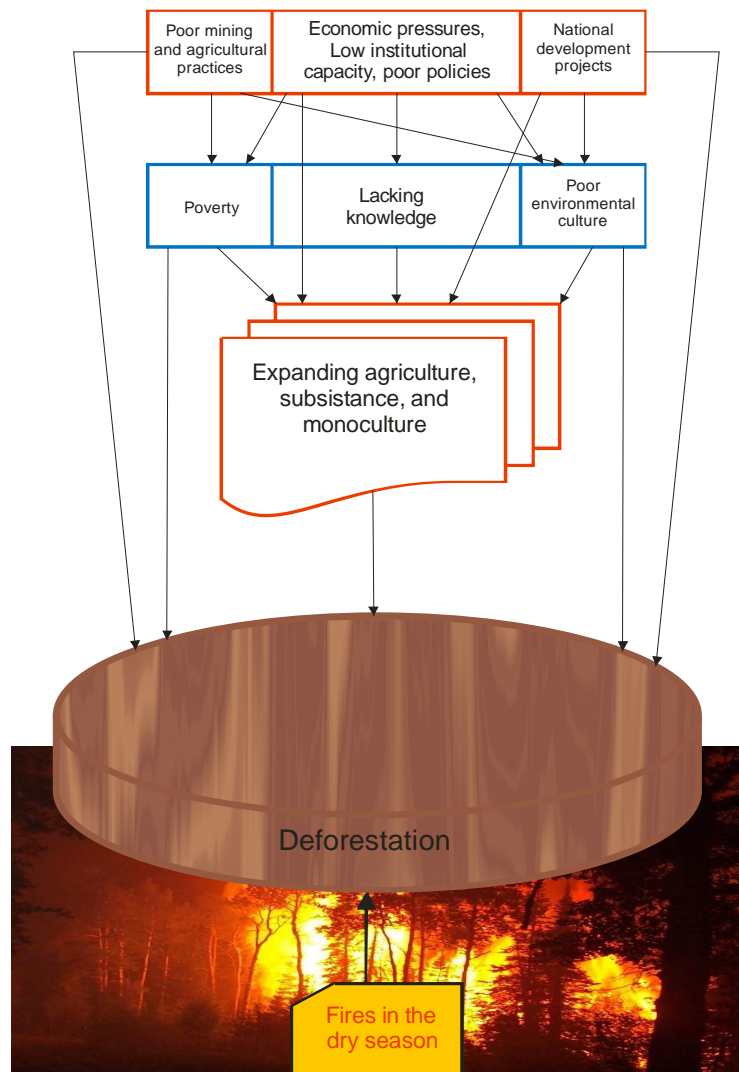 Poor mining
and agricultural
practices
Economic pressures,
Low institutional
capacity, poor policies
National
development
projects
Poverty
Lacking
knowledge
Poor
environmental
culture
Expanding agriculture,
subsistance, and
monoculture
Deforestation
Fires in the
dry season